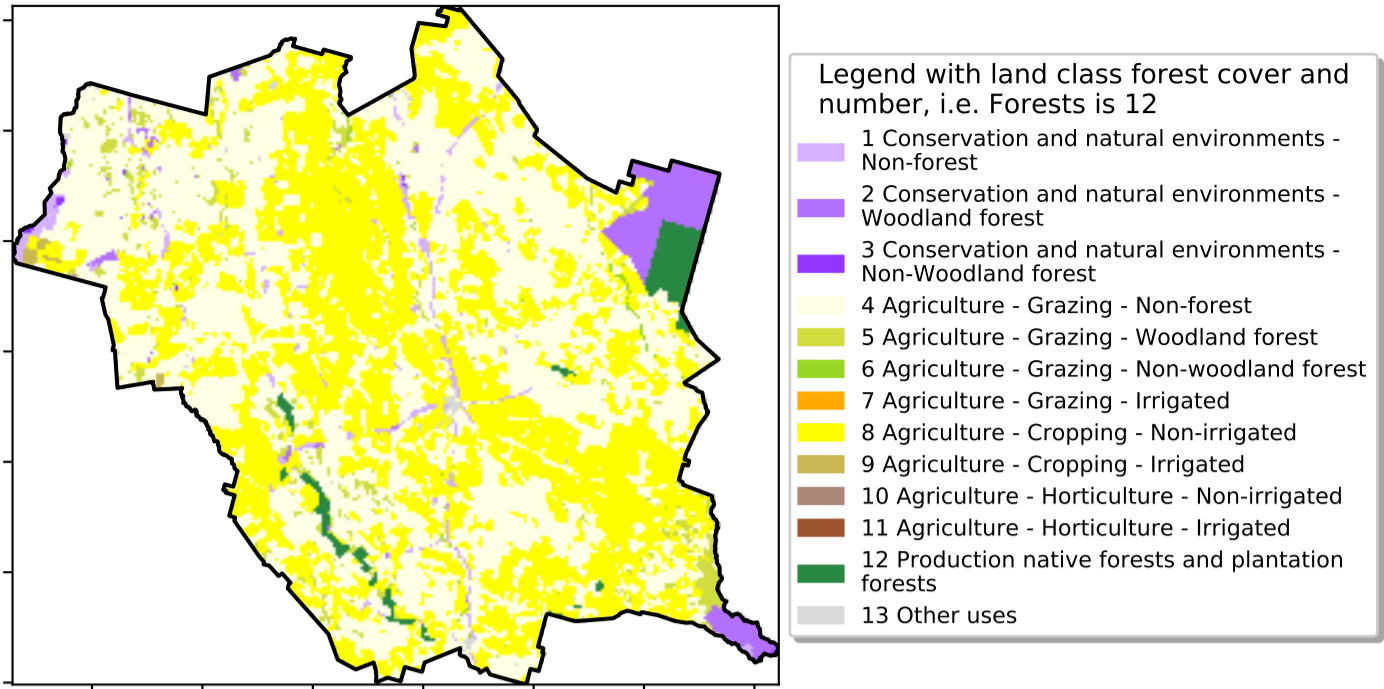 Legend with land class forest cover and
number, i.e. Forests is 12
1 Conservation and natural environments -
Non-forest
2 Conservation and natural environments -
Woodland forest
3 Conservation and natural environments -
Non-Woodland forest
4 Agriculture - Grazing - Non-forest
5 Agriculture - Grazing - Woodland forest
6 Agriculture - Grazing - Non-woodland forest
7 Agriculture - Grazing - Irrigated
8 Agriculture - Cropping - Non-irrigated
9 Agriculture - Cropping - Irrigated
10 Agriculture - Horticulture - Non-irrigated
11 Agriculture - Horticulture - Irrigated
12 Production native forests and plantation
forests
13 Other uses